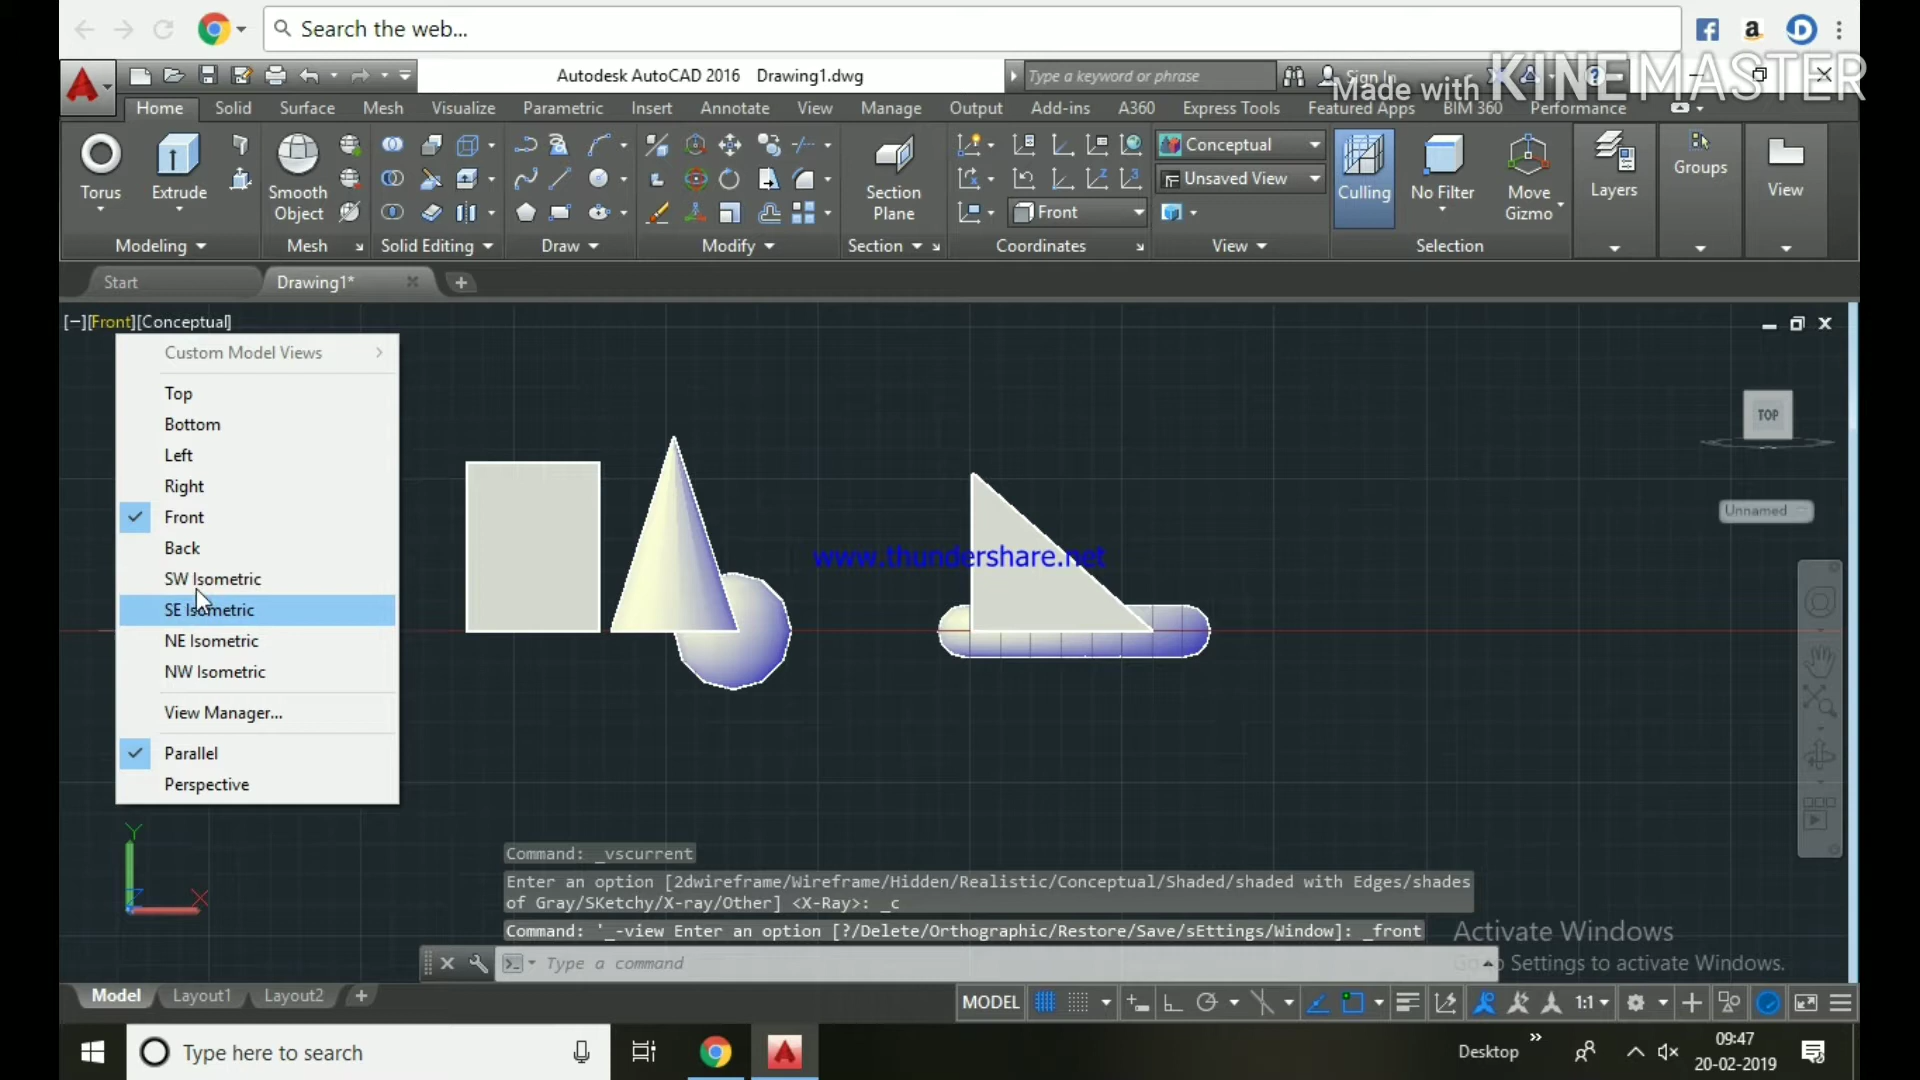 Search the web...
Autodesk AutoCAD 2016 Drawing1.dwg
Type a keyword or phrase
Sign In
Made with KINEMASTER
Home Solid Surface Mesh Visualize Parametric Insert Annotate View Manage Output Add-ins A360 Express Tools Featured Apps BIM 360 Performance
Conceptual
Unsaved View
Front
Torus Extrude Smooth Object Section Plane Culling No Filter Move Gizmo Layers Groups View
Modeling Mesh Solid Editing Draw Modify Section Coordinates View Selection
Start Drawing1*
[−][Front][Conceptual]
Custom Model Views
Top
Bottom
Left
Right
Front
Back
SW Isometric
SE Isometric
NE Isometric
NW Isometric
View Manager...
Parallel
Perspective
TOP
Unnamed
www.thundershare.net
Y
X
Z
Command: _vscurrent
Enter an option [2dwireframe/Wireframe/Hidden/Realistic/Conceptual/Shaded/shaded with Edges/shades
of Gray/SKetchy/X-ray/Other] <X-Ray>: _c
Command: '_-view Enter an option [?/Delete/Orthographic/Restore/Save/sEttings/Window]: _front
Type a command
Activate Windows
Go to Settings to activate Windows.
Model Layout1 Layout2 +
MODEL 1:1
Type here to search
Desktop
09:47
20-02-2019